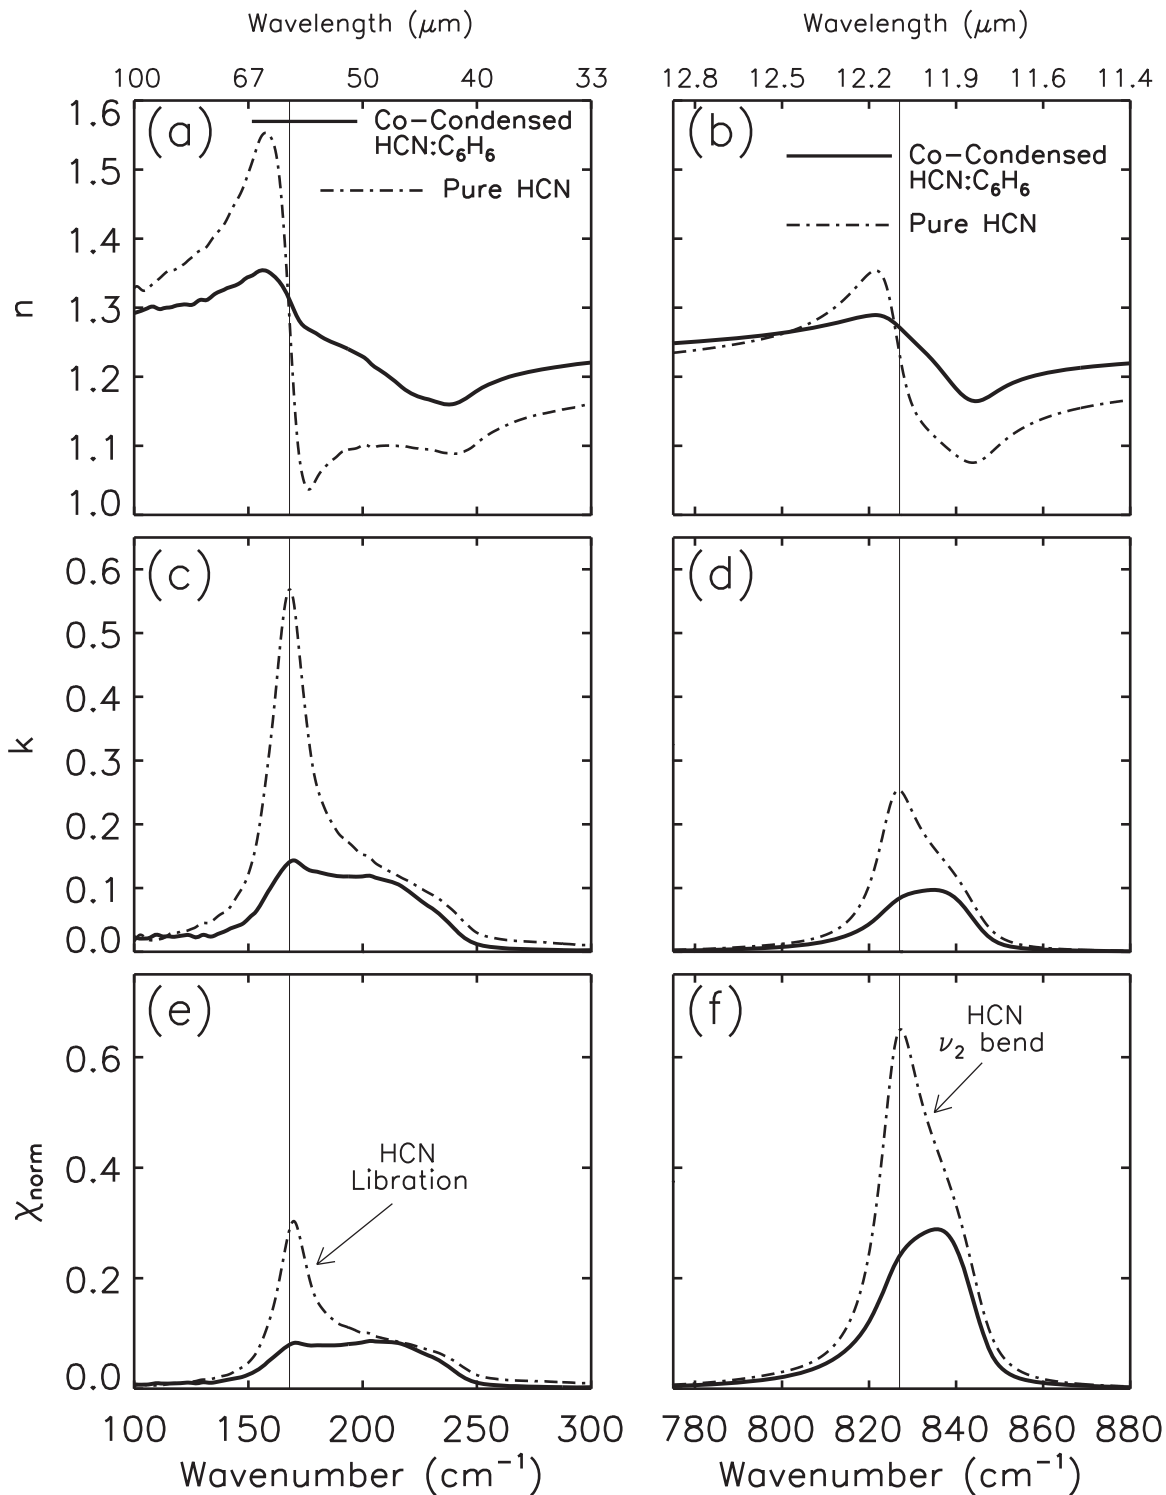 Wavelength (μm)
Wavelength (μm)
100 67 50 40 33
12.8 12.5 12.2 11.9 11.6 11.4
(a)
Co-Condensed
HCN:C₆H₆
Pure HCN
1.6
1.5
1.4
1.3
1.2
1.1
1.0
n
(b)
Co-Condensed
HCN:C₆H₆
Pure HCN
(c)
0.6
0.5
0.4
0.3
0.2
0.1
0.0
k
(d)
(e)
HCN
Libration
0.6
0.4
0.2
0.0
χnorm
(f)
HCN
ν₂ bend
100 150 200 250 300
780 800 820 840 860 880
Wavenumber (cm⁻¹)
Wavenumber (cm⁻¹)